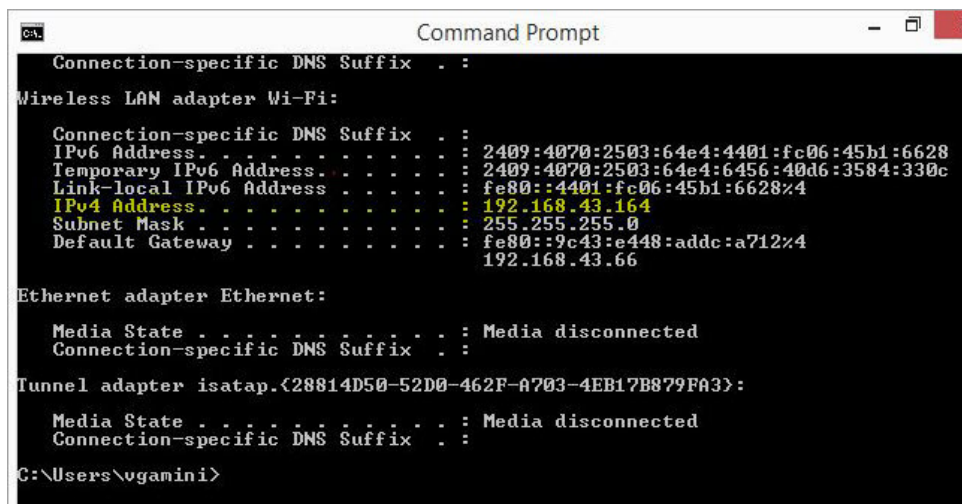 Command Prompt
Connection-specific DNS Suffix . :
Wireless LAN adapter Wi-Fi:
Connection-specific DNS Suffix . :
IPv6 Address. . . . . . . . . . . : 2409:4070:2503:64e4:4401:fc06:45b1:6628
Temporary IPv6 Address. . . . . . : 2409:4070:2503:64e4:6456:40d6:3584:330c
Link-local IPv6 Address . . . . . : fe80::4401:fc06:45b1:6628%4
IPv4 Address. . . . . . . . . . . : 192.168.43.164
Subnet Mask . . . . . . . . . . . : 255.255.255.0
Default Gateway . . . . . . . . . : fe80::9c43:e448:addc:a712%4
192.168.43.66
Ethernet adapter Ethernet:
Media State . . . . . . . . . . . : Media disconnected
Connection-specific DNS Suffix . :
Tunnel adapter isatap.{28814D50-52D0-462F-A703-4EB17B879FA3}:
Media State . . . . . . . . . . . : Media disconnected
Connection-specific DNS Suffix . :
C:\Users\vgamini>